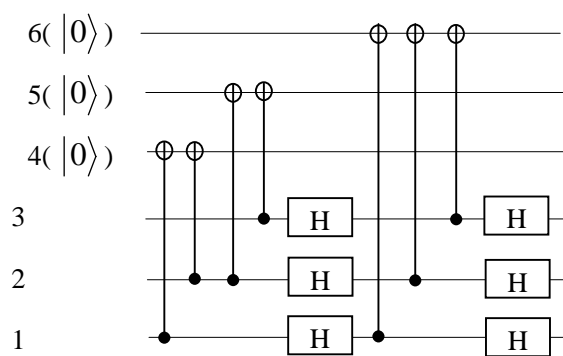 6( |0⟩ )
5( |0⟩ )
4( |0⟩ )
3 H H
2 H H
1 H H